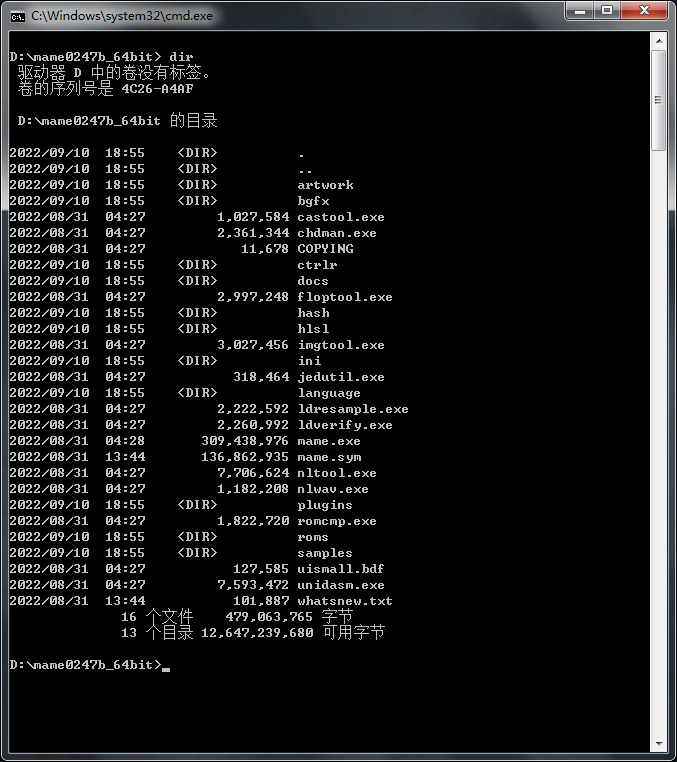 C:\Windows\system32\cmd.exe
D:\mame0247b_64bit> dir
驱动器 D 中的卷没有标签。
卷的序列号是 4C26-A4AF
D:\mame0247b_64bit 的目录
2022/09/10  18:55    <DIR>          .
2022/09/10  18:55    <DIR>          ..
2022/09/10  18:55    <DIR>          artwork
2022/09/10  18:55    <DIR>          bgfx
2022/08/31  04:27         1,027,584 castool.exe
2022/08/31  04:27         2,361,344 chdman.exe
2022/08/31  04:27            11,678 COPYING
2022/09/10  18:55    <DIR>          ctrlr
2022/09/10  18:55    <DIR>          docs
2022/08/31  04:27         2,997,248 floptool.exe
2022/09/10  18:55    <DIR>          hash
2022/09/10  18:55    <DIR>          hlsl
2022/08/31  04:27         3,027,456 imgtool.exe
2022/09/10  18:55    <DIR>          ini
2022/08/31  04:27           318,464 jedutil.exe
2022/09/10  18:55    <DIR>          language
2022/08/31  04:27         2,222,592 ldresample.exe
2022/08/31  04:27         2,260,992 ldverify.exe
2022/08/31  04:28       309,438,976 mame.exe
2022/08/31  13:44       136,862,935 mame.sym
2022/08/31  04:27         7,706,624 nltool.exe
2022/08/31  04:27         1,182,208 nlwav.exe
2022/09/10  18:55    <DIR>          plugins
2022/08/31  04:27         1,822,720 romcmp.exe
2022/09/10  18:55    <DIR>          roms
2022/09/10  18:55    <DIR>          samples
2022/08/31  04:27           127,585 uismall.bdf
2022/08/31  04:27         7,593,472 unidasm.exe
2022/08/31  13:44           101,887 whatsnew.txt
16 个文件    479,063,765 字节
13 个目录 12,647,239,680 可用字节
D:\mame0247b_64bit>